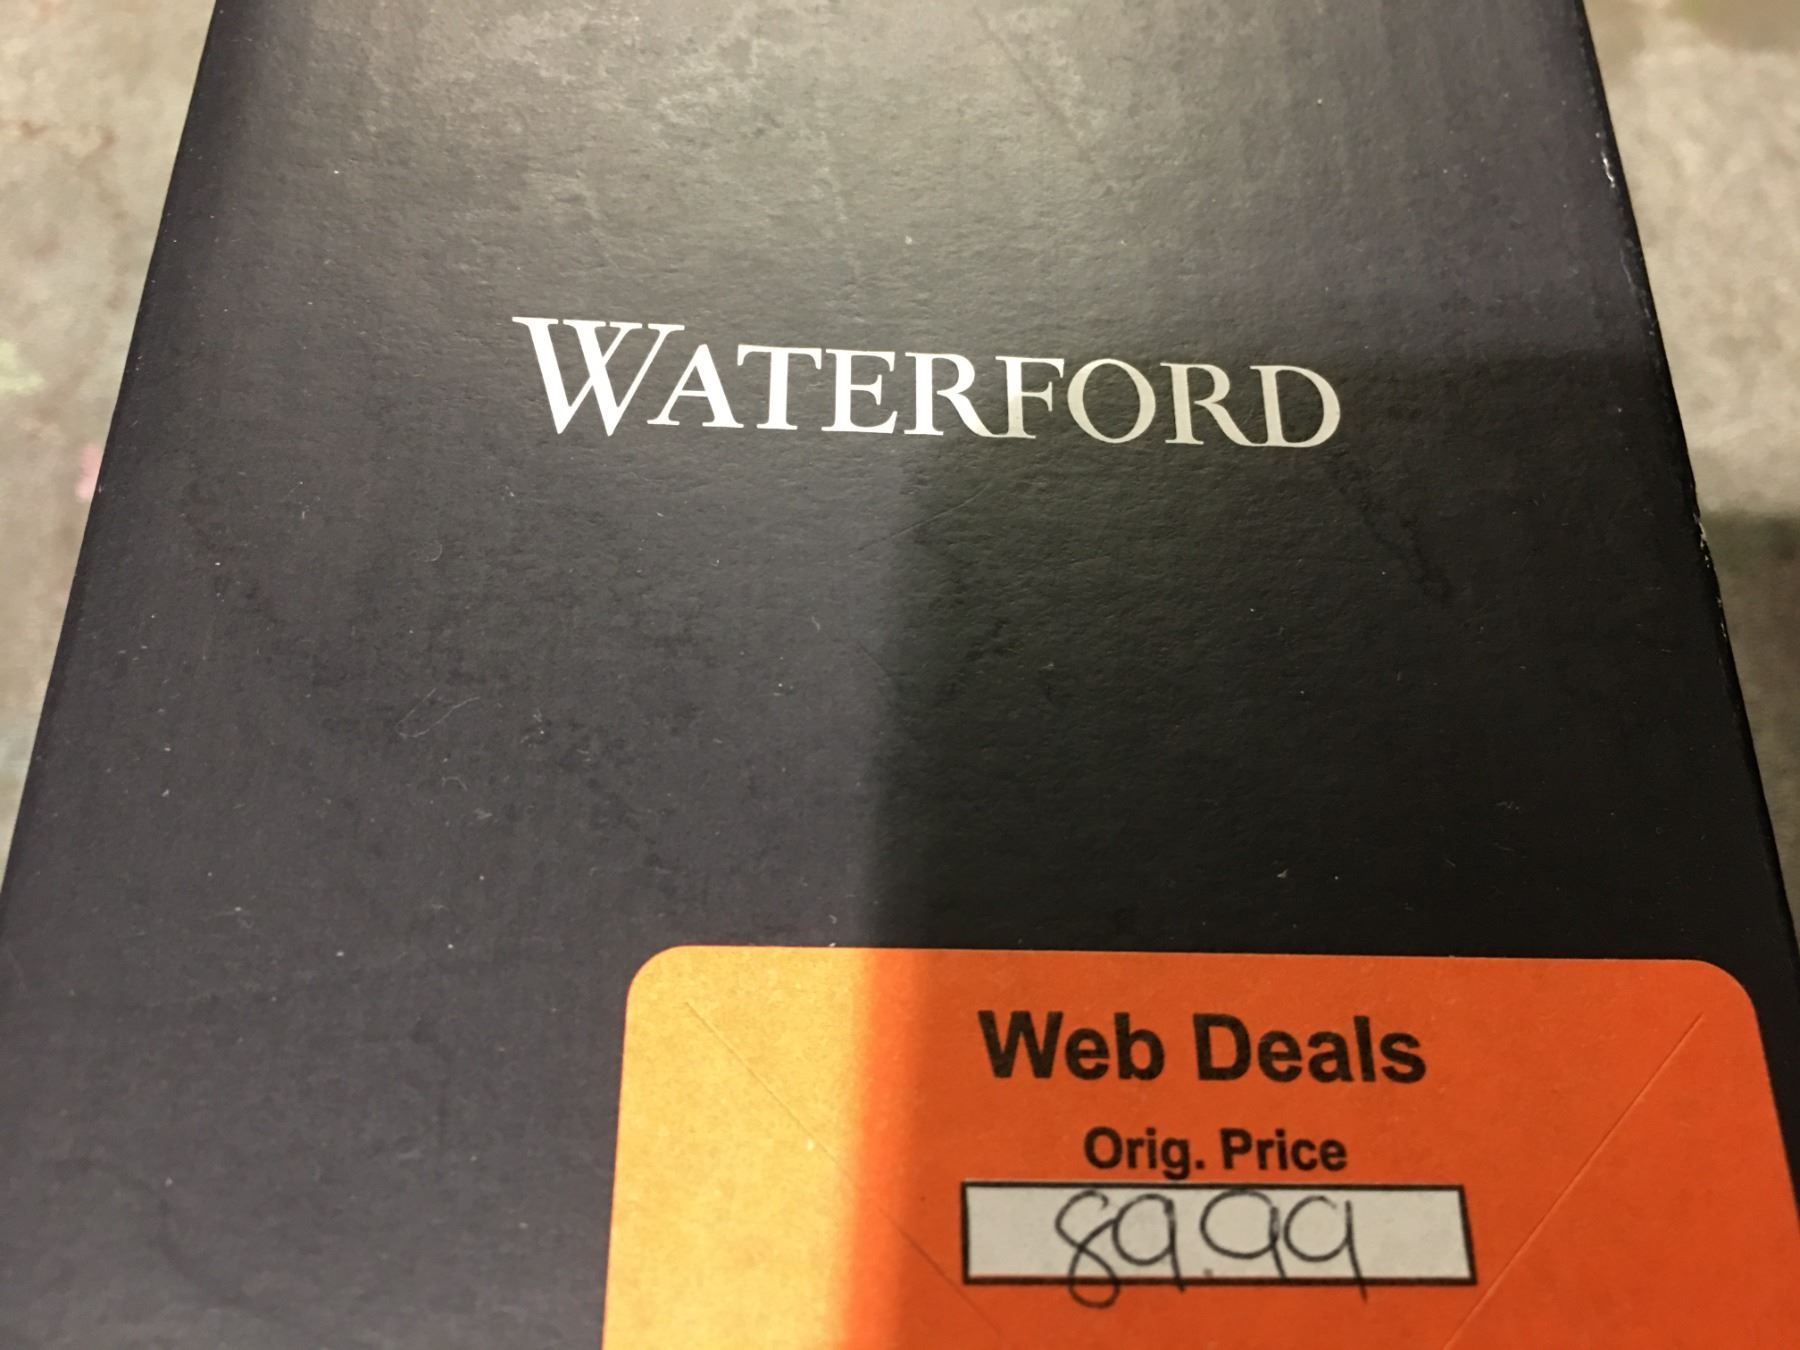 WATERFORD
Web Deals
Orig. Price
89.99